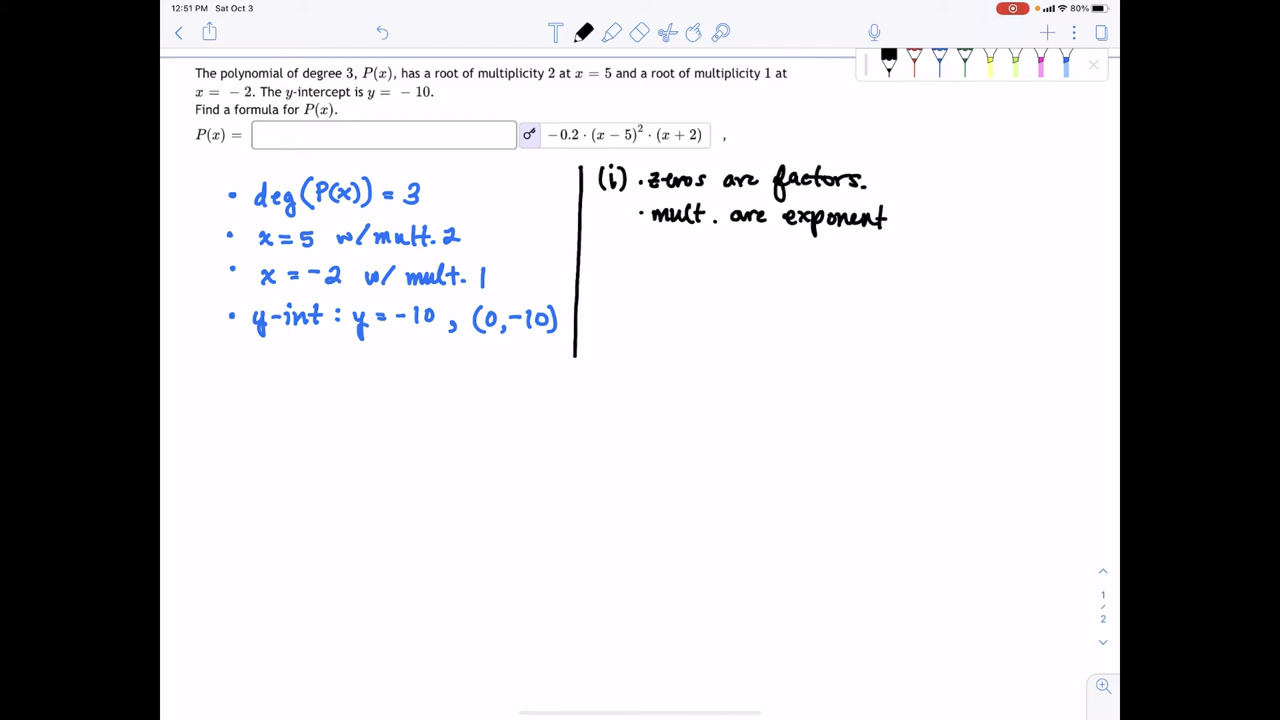 12:51 PM Sat Oct 3
80%
The polynomial of degree 3, P(x), has a root of multiplicity 2 at x = 5 and a root of multiplicity 1 at
x = − 2. The y-intercept is y = − 10.
Find a formula for P(x).
P(x) =
−0.2 · (x − 5)² · (x + 2) ,
• deg(P(x)) = 3
• x = 5 w/ mult. 2
• x = -2 w/ mult. 1
• y-int : y = -10 , (0,-10)
(i) • zeros are factors.
• mult. are exponent
1
/
2